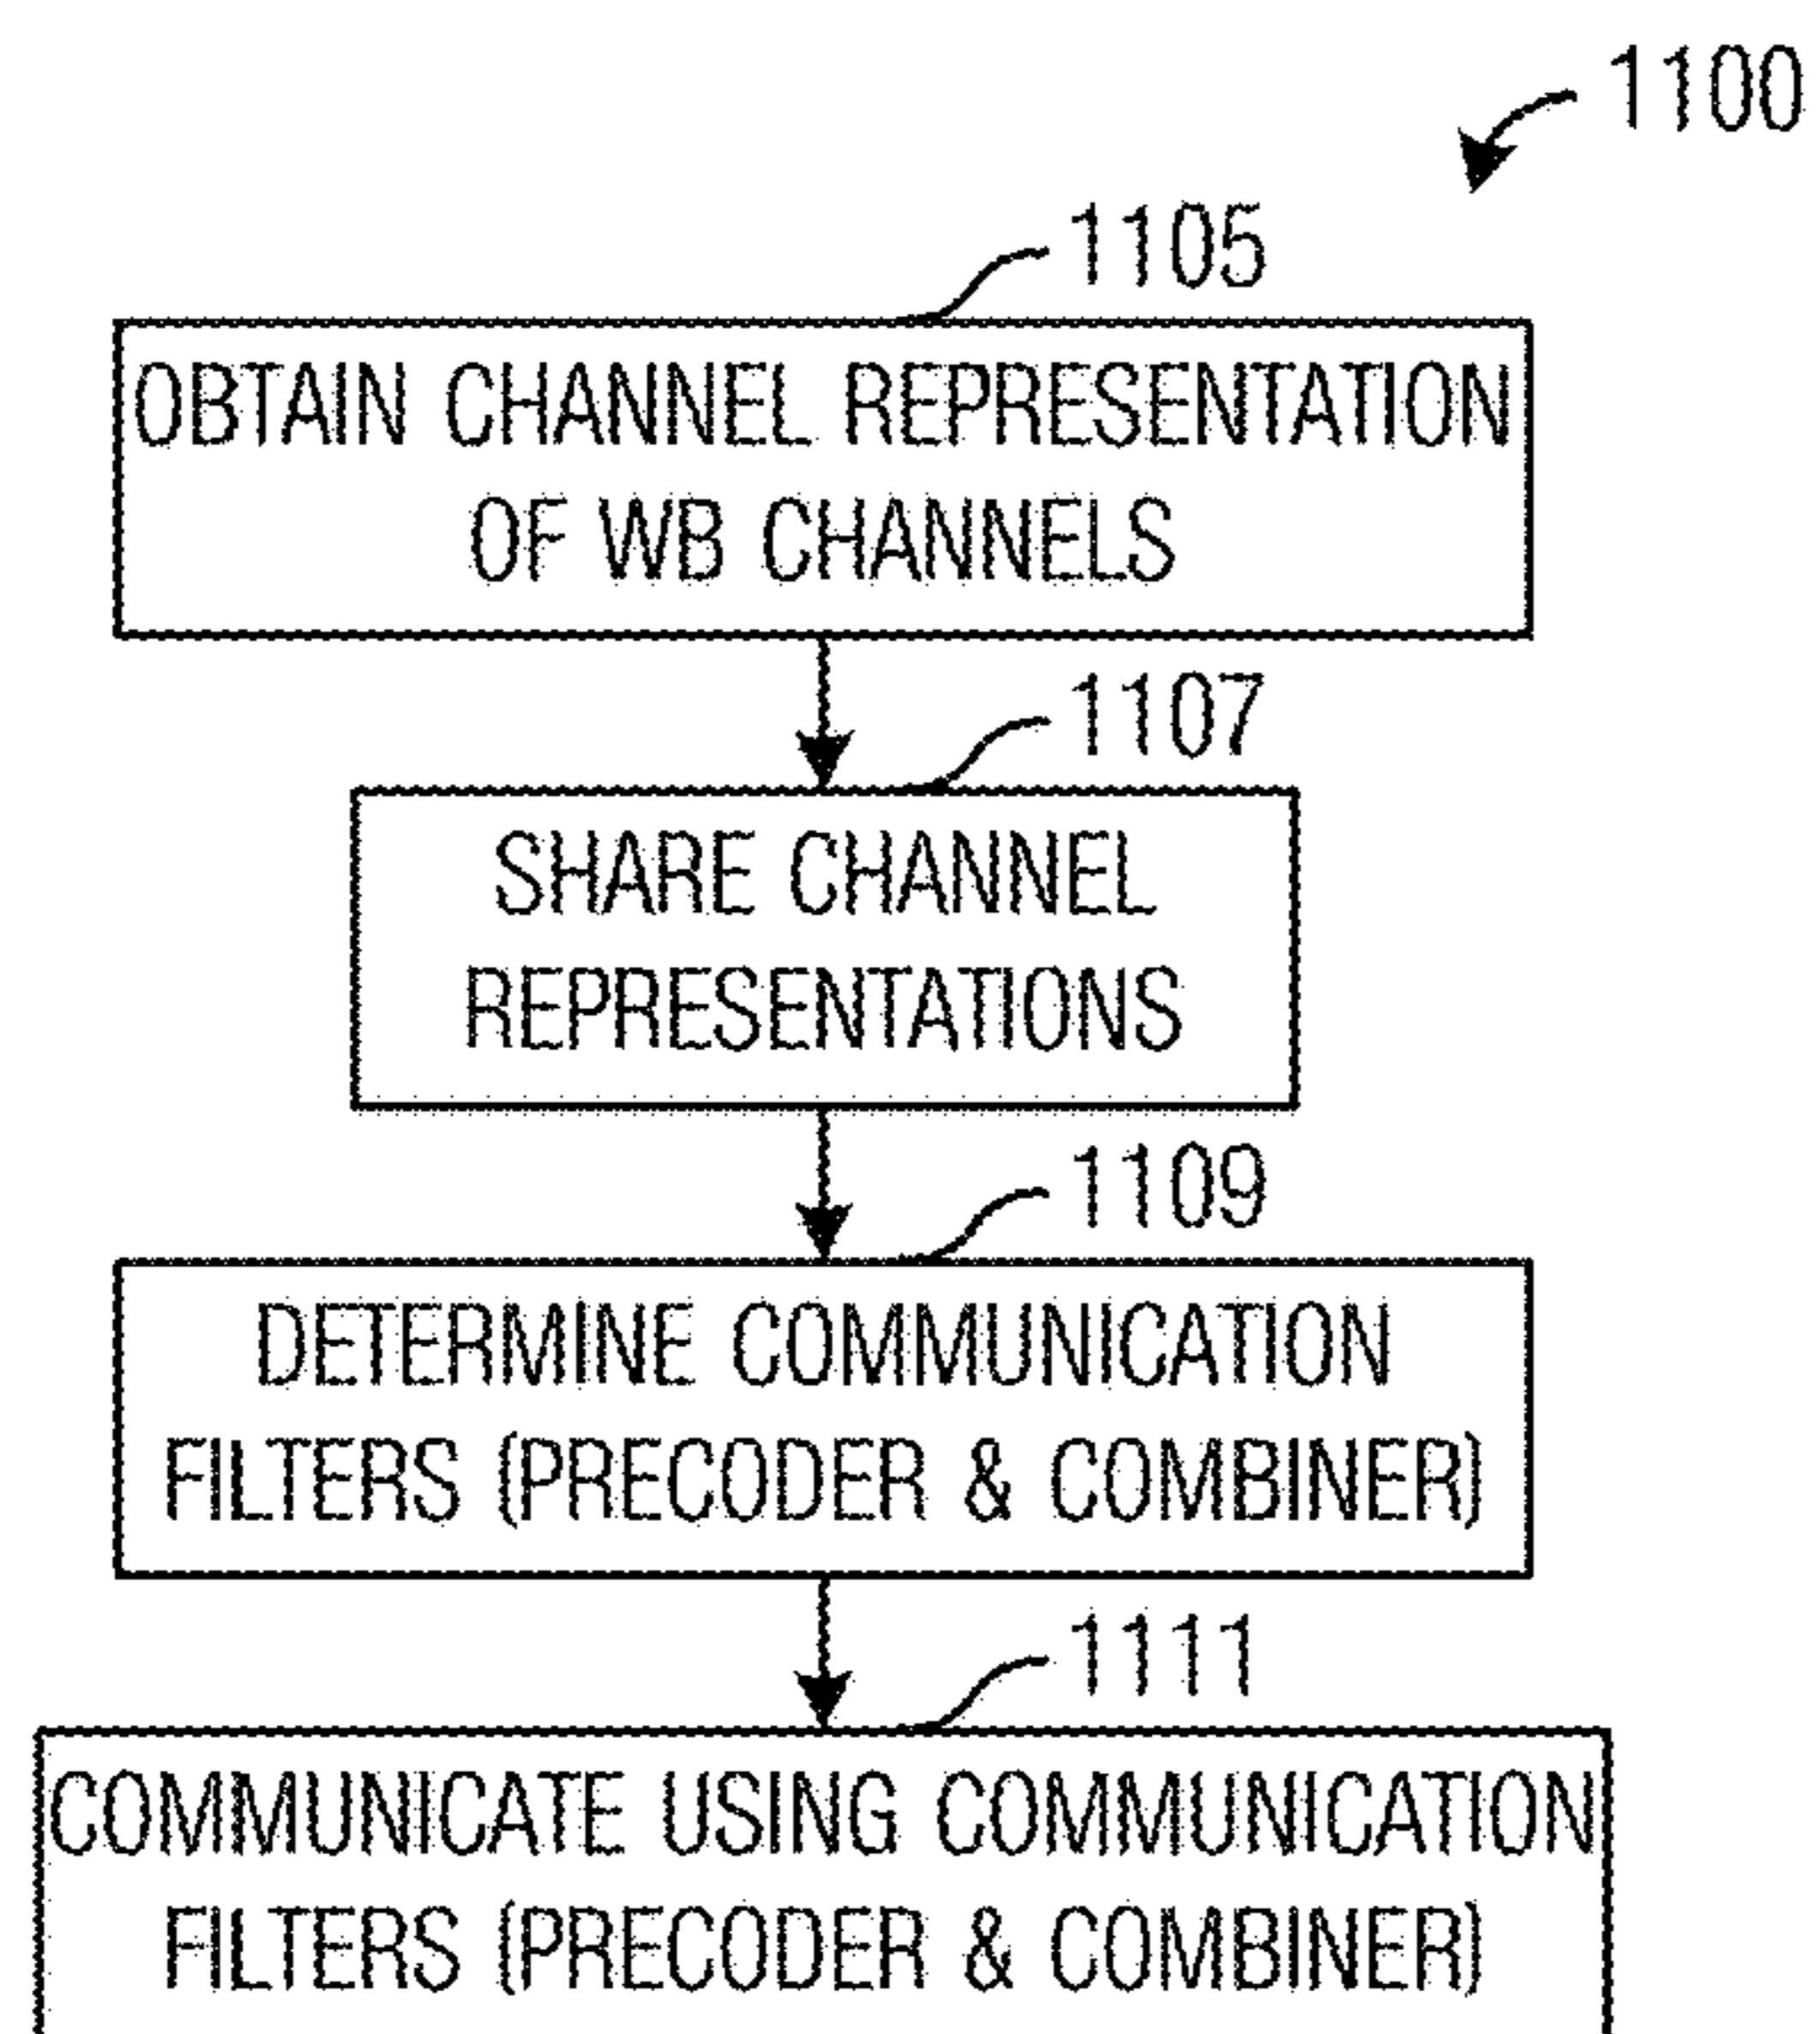 1100
1105
OBTAIN CHANNEL REPRESENTATION
OF WB CHANNELS
1107
SHARE CHANNEL
REPRESENTATIONS
1109
DETERMINE COMMUNICATION
FILTERS (PRECODER & COMBINER)
1111
COMMUNICATE USING COMMUNICATION
FILTERS (PRECODER & COMBINER)